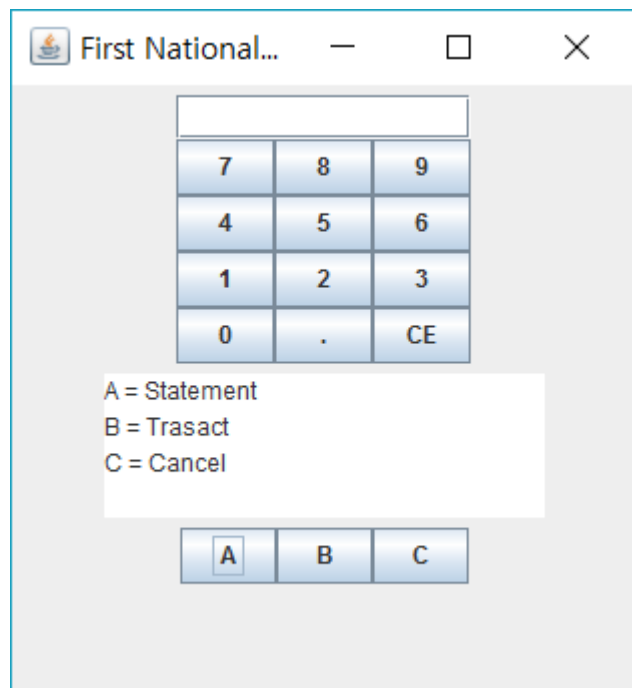 First National...
7 8 9
4 5 6
1 2 3
0 . CE
A = Statement
B = Trasact
C = Cancel
A B C